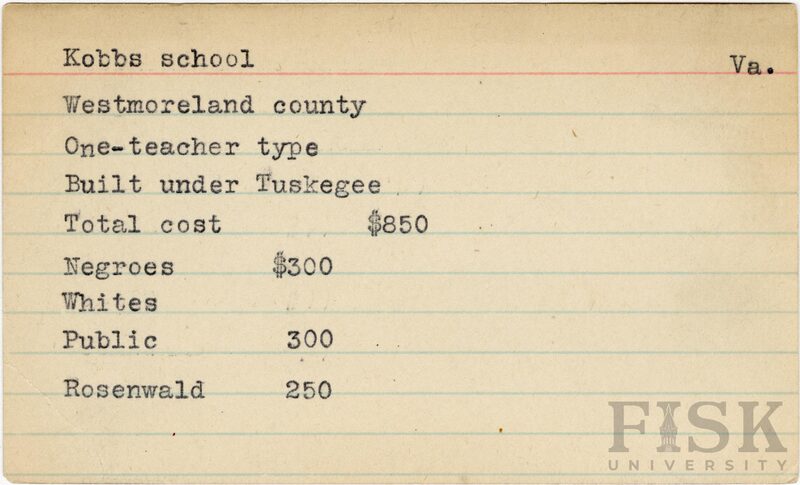 Kobbs school
Va.
Westmoreland county
One-teacher type
Built under Tuskegee
Total cost $850
Negroes $300
Whites
Public 300
Rosenwald 250
FISK
UNIVERSITY